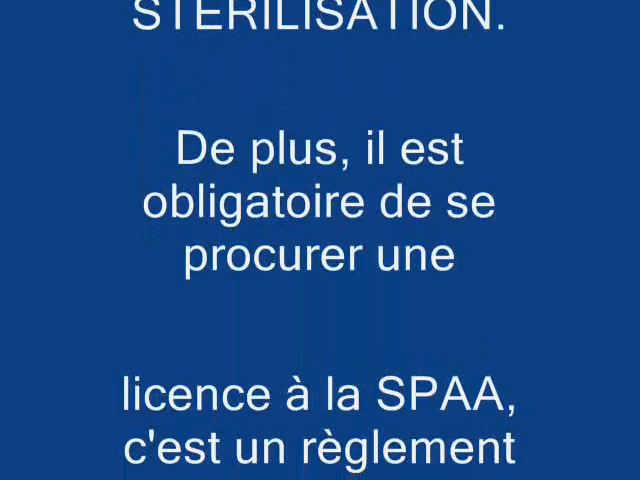 STERILISATION.
De plus, il est
obligatoire de se
procurer une
licence à la SPAA,
c'est un règlement